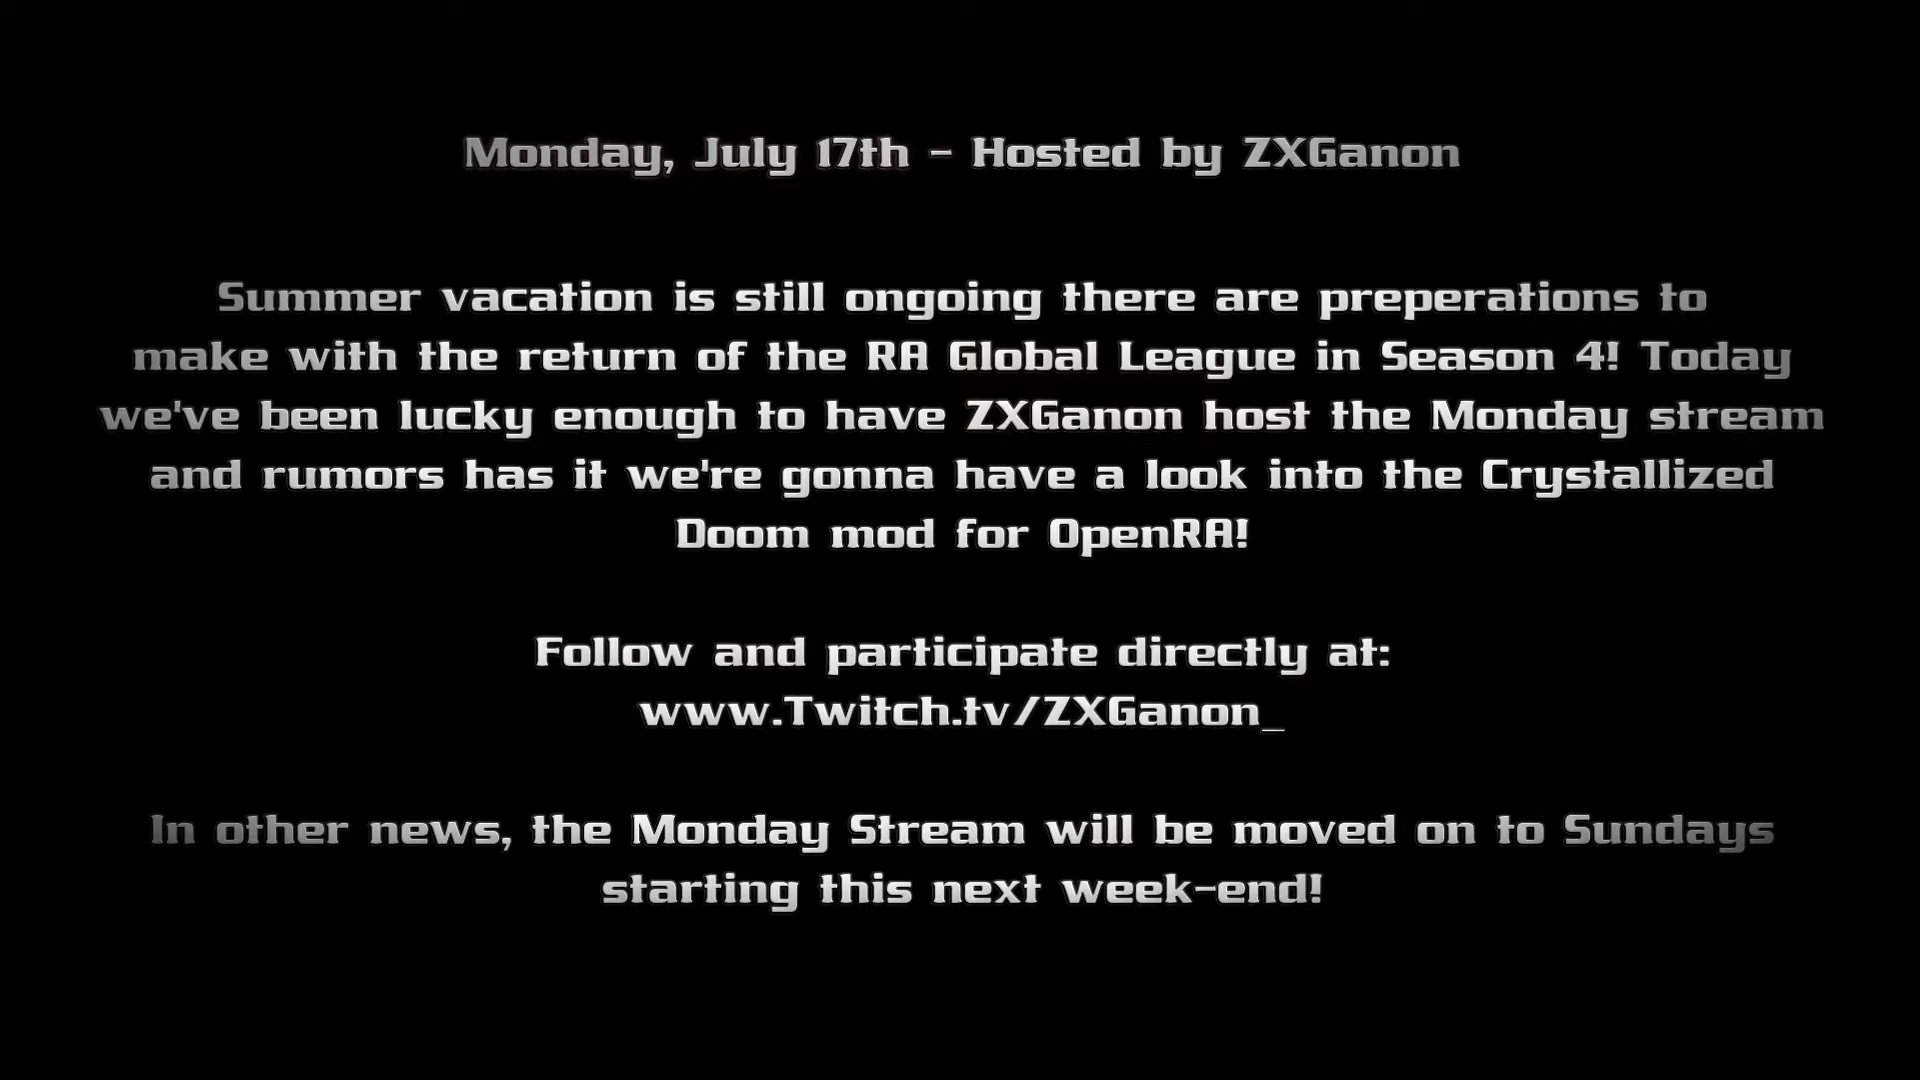 Monday, July 17th - Hosted by ZXGanon
Summer vacation is still ongoing there are preperations to
make with the return of the RA Global League in Season 4! Today
we've been lucky enough to have ZXGanon host the Monday stream
and rumors has it we're gonna have a look into the Crystallized
Doom mod for OpenRA!
Follow and participate directly at:
www.Twitch.tv/ZXGanon_
In other news, the Monday Stream will be moved on to Sundays
starting this next week-end!